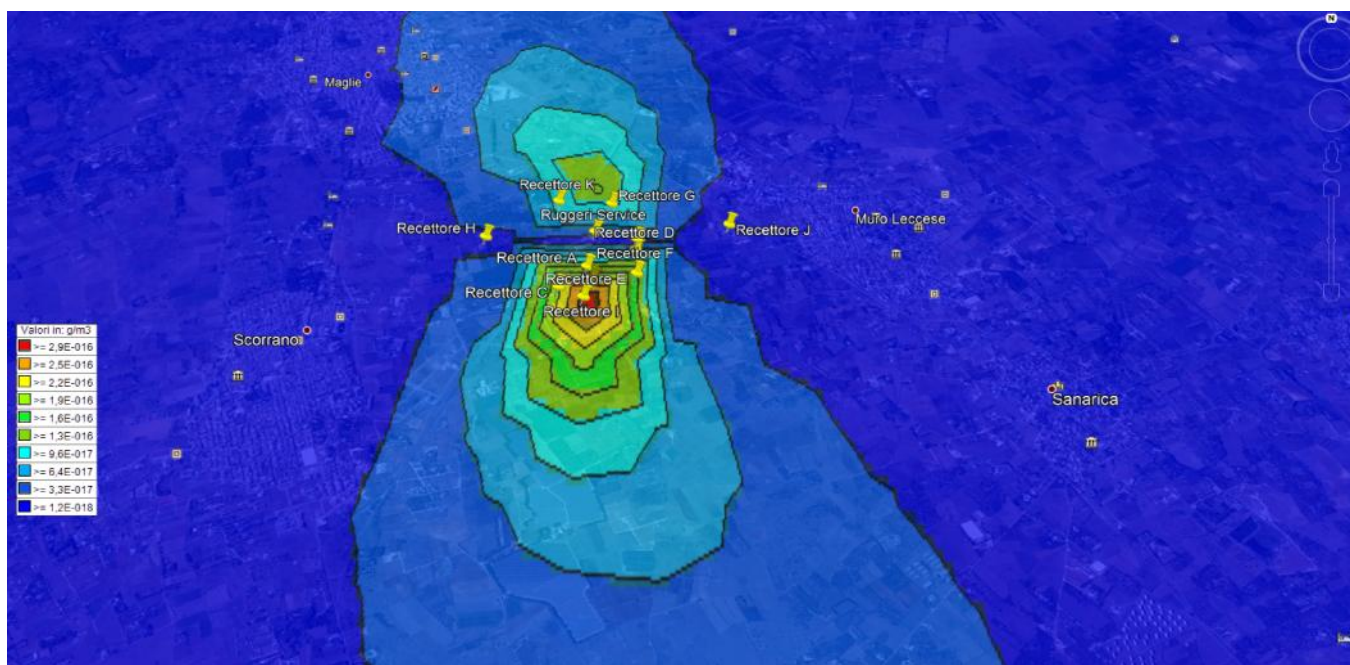 N
Maglie
Recettore K
Recettore G
Ruggeri Service
Muro Leccese
Recettore H
Recettore D
Recettore J
Recettore A
Recettore F
Recettore E
Recettore C
Recettore I
Scorrano
Sanarica
Valori in: g/m3
>= 2,9E-016
>= 2,5E-016
>= 2,2E-016
>= 1,9E-016
>= 1,6E-016
>= 1,3E-016
>= 9,6E-017
>= 6,4E-017
>= 3,3E-017
>= 1,2E-018